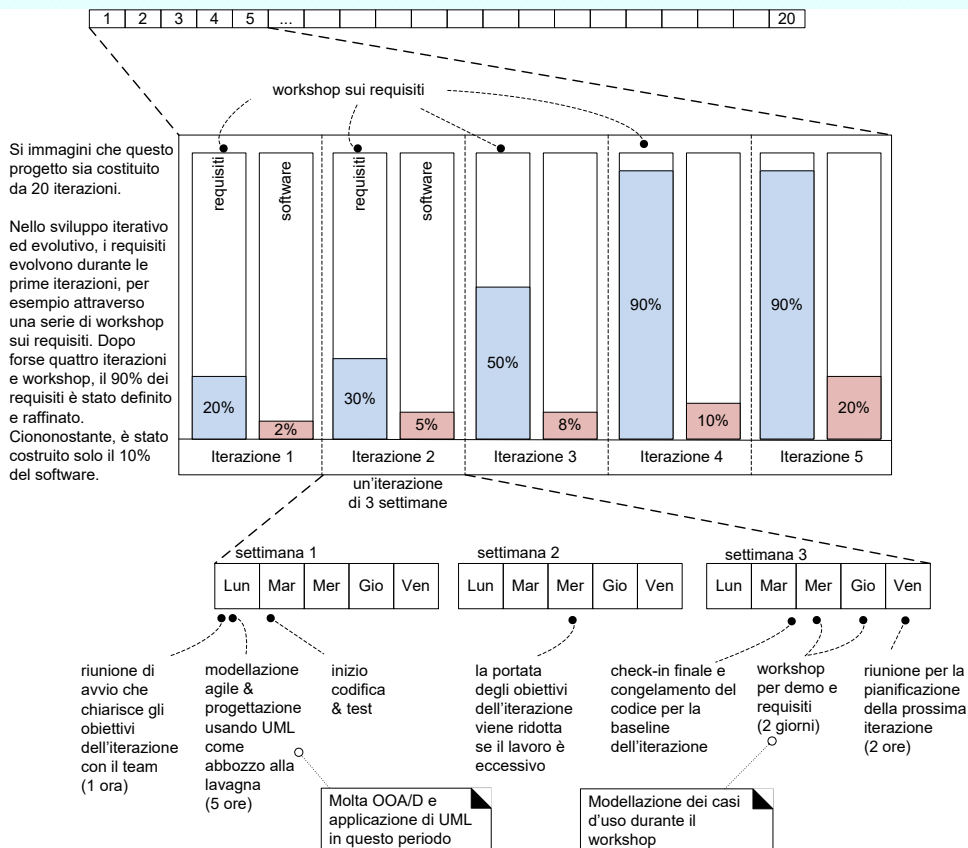 1 2 3 4 5 ... 20
workshop sui requisiti
Si immagini che questo
progetto sia costituito
da 20 iterazioni.
Nello sviluppo iterativo
ed evolutivo, i requisiti
evolvono durante le
prime iterazioni, per
esempio attraverso
una serie di workshop
sui requisiti. Dopo
forse quattro iterazioni
e workshop, il 90% dei
requisiti è stato definito
e raffinato.
Ciononostante, è stato
costruito solo il 10%
del software.
requisiti
software
requisiti
software
20%
2%
30%
5%
50%
8%
90%
10%
90%
20%
Iterazione 1
Iterazione 2
Iterazione 3
Iterazione 4
Iterazione 5
un'iterazione
di 3 settimane
settimana 1
Lun Mar Mer Gio Ven
settimana 2
Lun Mar Mer Gio Ven
settimana 3
Lun Mar Mer Gio Ven
riunione di
avvio che
chiarisce gli
obiettivi
dell'iterazione
con il team
(1 ora)
modellazione
agile &
progettazione
usando UML
come
abbozzo alla
lavagna
(5 ore)
inizio
codifica
& test
la portata
degli obiettivi
dell'iterazione
viene ridotta
se il lavoro è
eccessivo
check-in finale e
congelamento del
codice per la
baseline
dell'iterazione
workshop
per demo e
requisiti
(2 giorni)
riunione per la
pianificazione
della prossima
iterazione
(2 ore)
Molta OOA/D e
applicazione di UML
in questo periodo
Modellazione dei casi
d'uso durante il
workshop